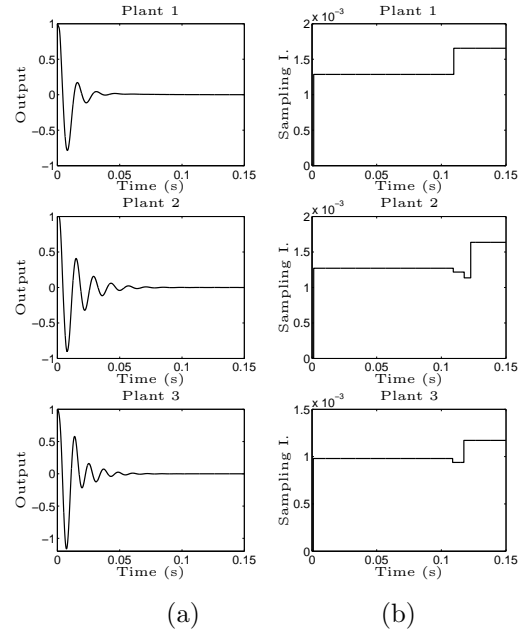 Plant 1
Output
1
0.5
0
−0.5
−1
0
0.05
0.1
0.15
Time (s)
Plant 1
x 10⁻³
Sampling I.
2
1.5
1
0.5
0
0
0.05
0.1
0.15
Time (s)
Plant 2
Output
1
0.5
0
−0.5
−1
0
0.05
0.1
0.15
Time (s)
Plant 2
x 10⁻³
Sampling I.
2
1.5
1
0.5
0
0
0.05
0.1
0.15
Time (s)
Plant 3
Output
1
0.5
0
−0.5
−1
0
0.05
0.1
0.15
Time (s)
Plant 3
x 10⁻³
Sampling I.
1.5
1
0.5
0
0
0.05
0.1
0.15
Time (s)
(a)
(b)